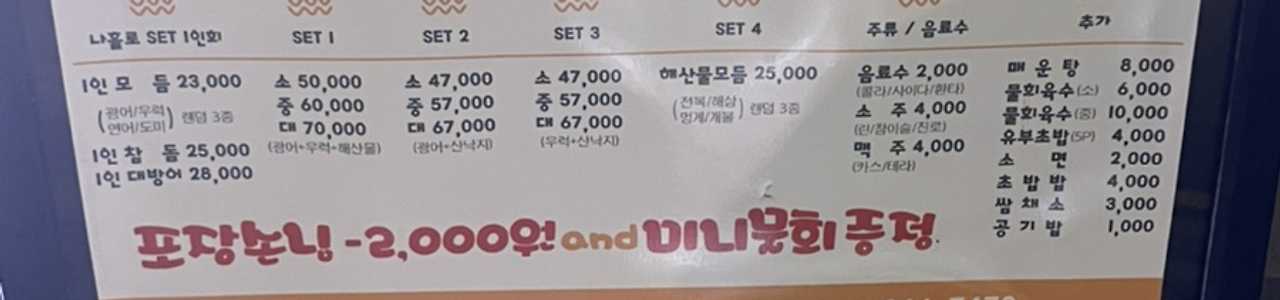 나홀로 SET 1인회
1인 모 듬 23,000
(광어/우럭
연어/도미) 랜덤 3종
1인 참 돔 25,000
1인 대방어 28,000
SET 1
소 50,000
중 60,000
대 70,000
(광어+우럭+해산물)
SET 2
소 47,000
중 57,000
대 67,000
(광어+산낙지)
SET 3
소 47,000
중 57,000
대 67,000
(우럭+산낙지)
SET 4
해산물모듬 25,000
(전복/해삼
멍게/개불) 랜덤 3종
주류 / 음료수
음료수 2,000
(콜라/사이다/환타)
소 주 4,000
(린/참이슬/진로)
맥 주 4,000
(카스/테라)
추가
매 운 탕 8,000
물회육수(소) 6,000
물회육수(중) 10,000
유부초밥(5P) 4,000
소 면 2,000
초 밥 밥 4,000
쌈 채 소 3,000
공 기 밥 1,000
포장손님 -2,000원 and 미니물회 증정.